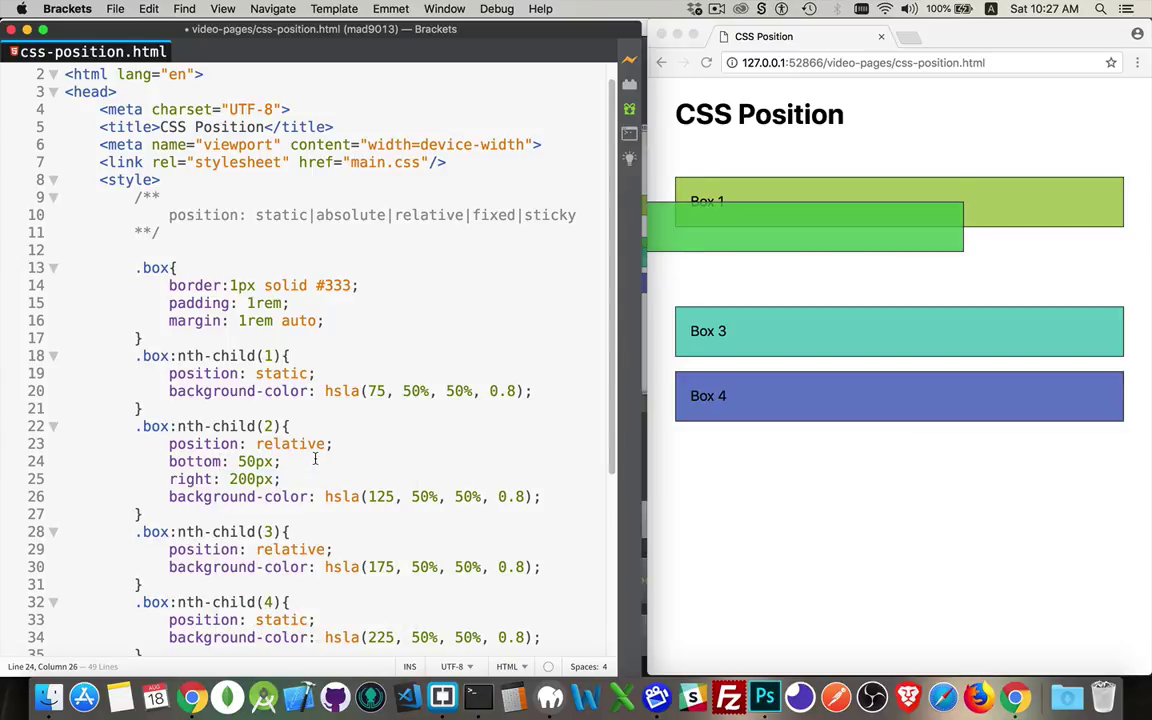 Brackets File Edit Find View Navigate Template Emmet Window Debug Help 100% Sat 10:27 AM
• video-pages/css-position.html (mad9013) — Brackets
css-position.html
2 <html lang="en">
3 <head>
4 <meta charset="UTF-8">
5 <title>CSS Position</title>
6 <meta name="viewport" content="width=device-width">
7 <link rel="stylesheet" href="main.css"/>
8 <style>
9 /**
10 position: static|absolute|relative|fixed|sticky
11 **/
12
13 .box{
14 border:1px solid #333;
15 padding: 1rem;
16 margin: 1rem auto;
17 }
18 .box:nth-child(1){
19 position: static;
20 background-color: hsla(75, 50%, 50%, 0.8);
21 }
22 .box:nth-child(2){
23 position: relative;
24 bottom: 50px;
25 right: 200px;
26 background-color: hsla(125, 50%, 50%, 0.8);
27 }
28 .box:nth-child(3){
29 position: relative;
30 background-color: hsla(175, 50%, 50%, 0.8);
31 }
32 .box:nth-child(4){
33 position: static;
34 background-color: hsla(225, 50%, 50%, 0.8);
Line 24, Column 26 — 49 Lines INS UTF-8 HTML Spaces: 4
CSS Position
127.0.0.1:52866/video-pages/css-position.html
CSS Position
Box 1
Box 3
Box 4
AUG
18